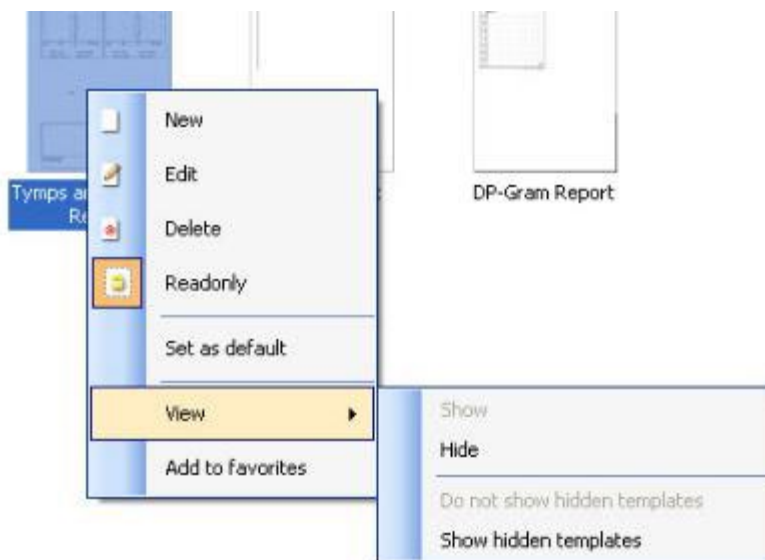 New
Edit
Tymps a
DP-Gram Report
Re
Delete
Readonly
Set as default
View
Show
Hide
Add to favorites
Do not show hidden templates
Show hidden templates